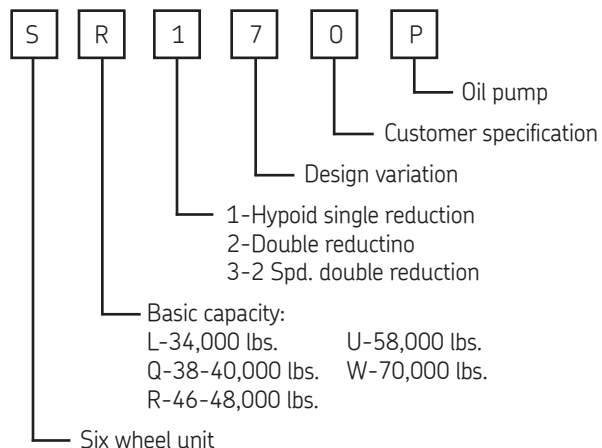 S R 1 7 0 P
Oil pump
Customer specification
Design variation
1-Hypoid single reduction
2-Double reductino
3-2 Spd. double reduction
Basic capacity:
L-34,000 lbs. U-58,000 lbs.
Q-38-40,000 lbs. W-70,000 lbs.
R-46-48,000 lbs.
Six wheel unit